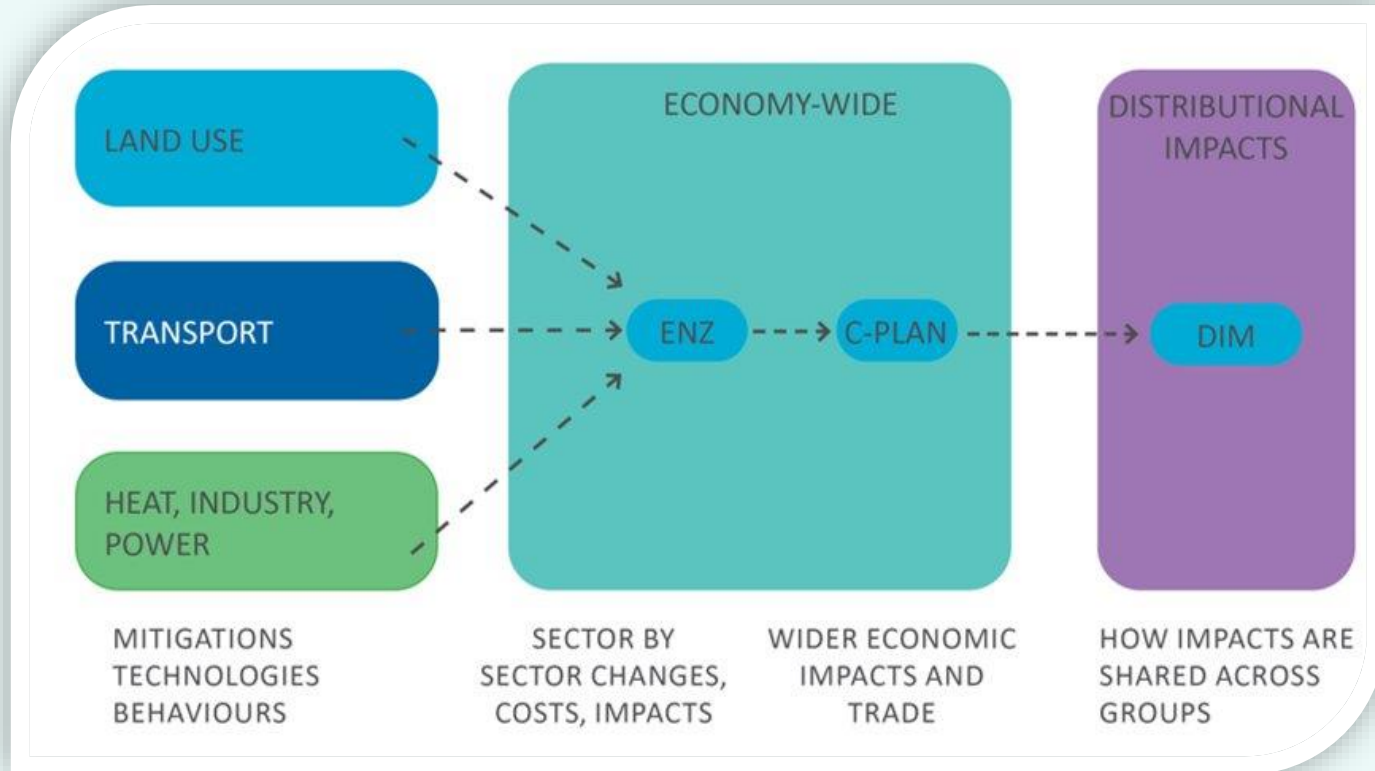 LAND USE
TRANSPORT
HEAT, INDUSTRY,
POWER
ECONOMY-WIDE
ENZ
C-PLAN
DISTRIBUTIONAL
IMPACTS
DIM
MITIGATIONS
TECHNOLOGIES
BEHAVIOURS
SECTOR BY
SECTOR CHANGES,
COSTS, IMPACTS
WIDER ECONOMIC
IMPACTS AND
TRADE
HOW IMPACTS ARE
SHARED ACROSS
GROUPS